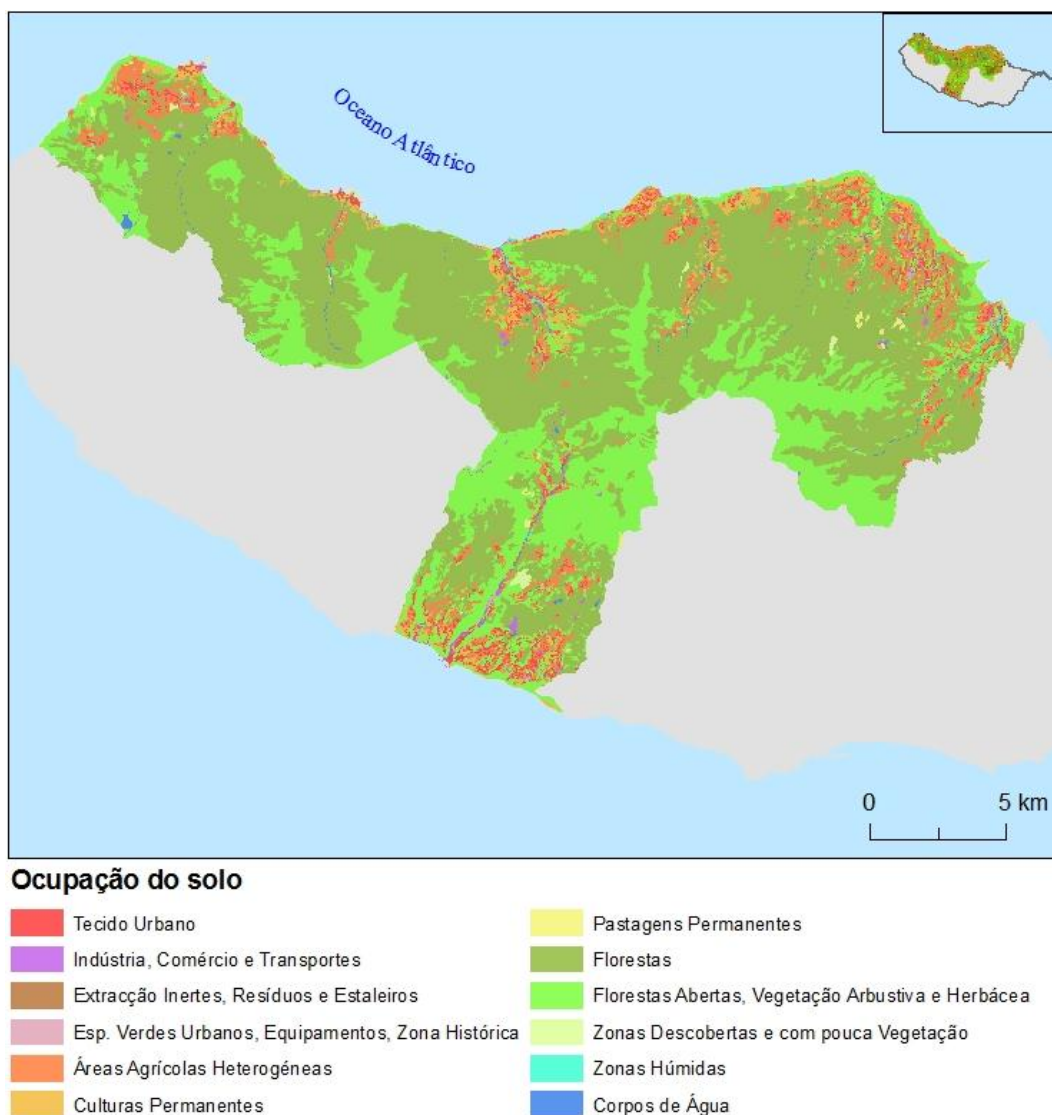 Oceano Atlântico
0 5 km
Ocupação do solo
Tecido Urbano
Indústria, Comércio e Transportes
Extracção Inertes, Resíduos e Estaleiros
Esp. Verdes Urbanos, Equipamentos, Zona Histórica
Áreas Agrícolas Heterogéneas
Culturas Permanentes
Pastagens Permanentes
Florestas
Florestas Abertas, Vegetação Arbustiva e Herbácea
Zonas Descobertas e com pouca Vegetação
Zonas Húmidas
Corpos de Água